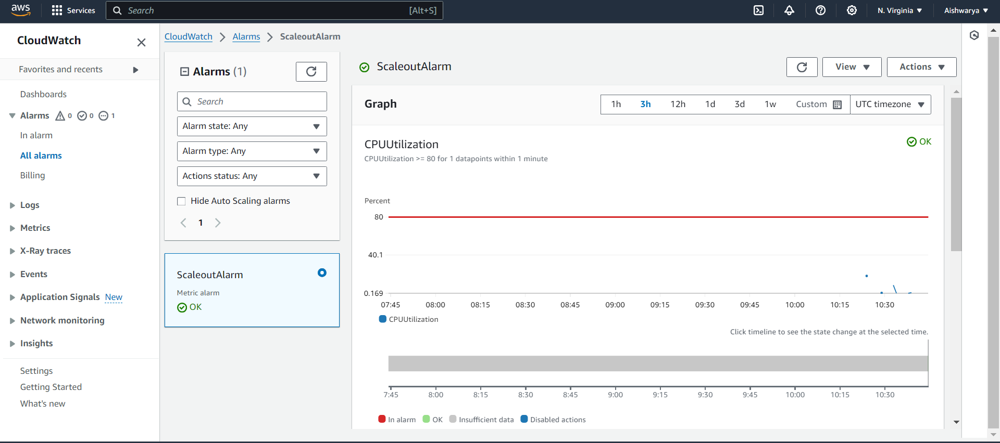 aws Services Search [Alt+S] N. Virginia Aishwarya
CloudWatch
Favorites and recents
Dashboards
Alarms 0 0 1
In alarm
All alarms
Billing
Logs
Metrics
X-Ray traces
Events
Application Signals New
Network monitoring
Insights
Settings
Getting Started
What's new
CloudWatch Alarms ScaleoutAlarm
Alarms (1)
Search
Alarm state: Any
Alarm type: Any
Actions status: Any
Hide Auto Scaling alarms
1
ScaleoutAlarm
Metric alarm
OK
ScaleoutAlarm View Actions
Graph 1h 3h 12h 1d 3d 1w Custom UTC timezone
CPUUtilization OK
CPUUtilization >= 80 for 1 datapoints within 1 minute
Percent
80
40.1
0.169
07:45 08:00 08:15 08:30 08:45 09:00 09:15 09:30 09:45 10:00 10:15 10:30
CPUUtilization
Click timeline to see the state change at the selected time.
7:45 8:00 8:15 8:30 8:45 9:00 9:15 9:30 9:45 10:00 10:15 10:30
In alarm OK Insufficient data Disabled actions